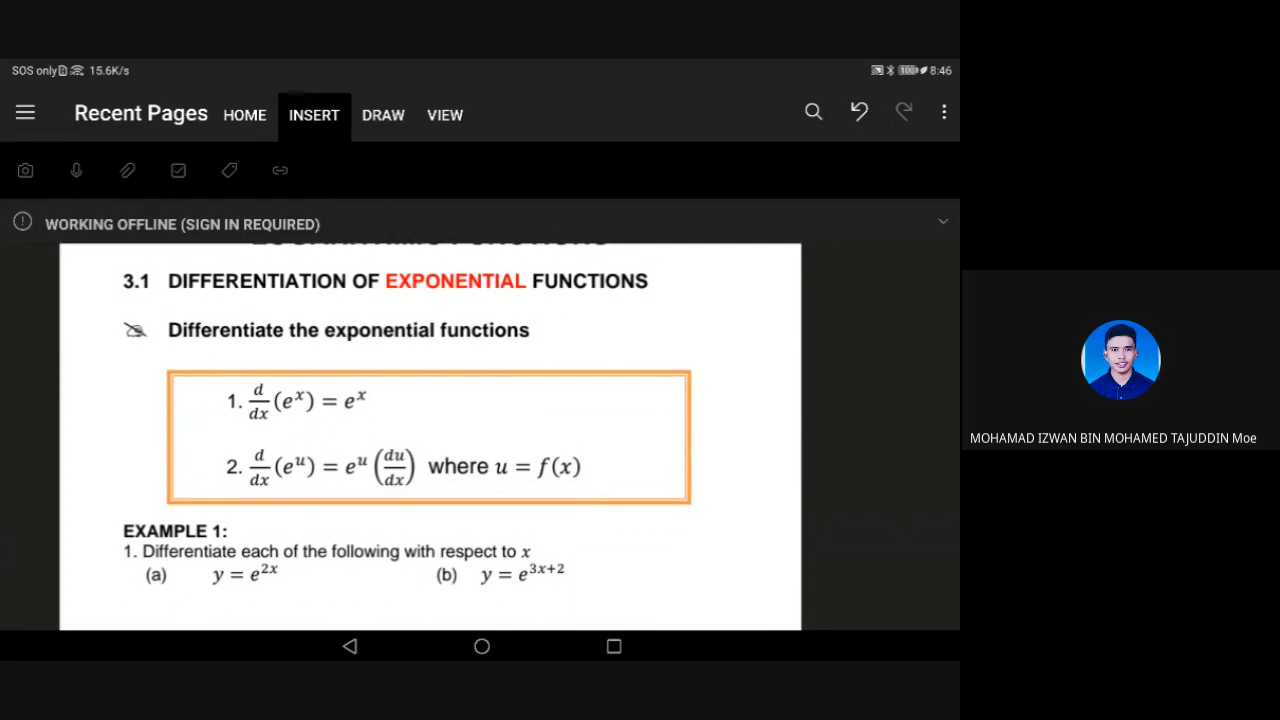 SOS only 15.6K/s
100 8:46
Recent Pages HOME INSERT DRAW VIEW
WORKING OFFLINE (SIGN IN REQUIRED)
3.1 DIFFERENTIATION OF EXPONENTIAL FUNCTIONS
Differentiate the exponential functions
1. d/dx (e^x) = e^x
2. d/dx (e^u) = e^u (du/dx) where u = f(x)
EXAMPLE 1:
1. Differentiate each of the following with respect to x
(a) y = e^{2x} (b) y = e^{3x+2}
MOHAMAD IZWAN BIN MOHAMED TAJUDDIN Moe